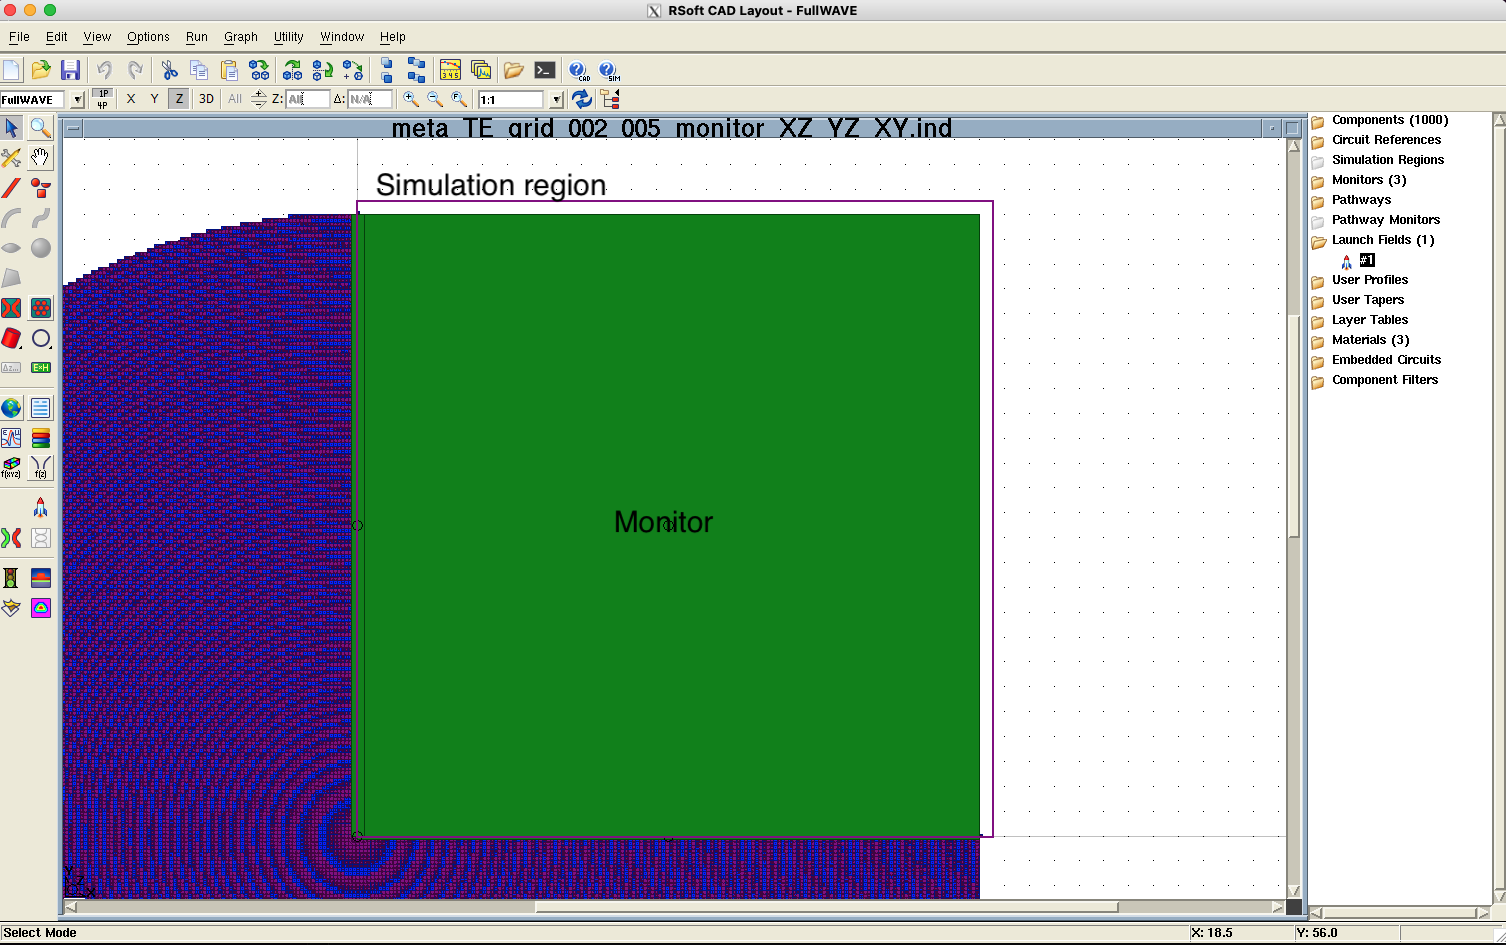 RSoft CAD Layout - FullWAVE
File Edit View Options Run Graph Utility Window Help
FullWAVE 1P 4P X Y Z 3D All Z: All Δ: N/A 1:1
meta_TE_grid_002_005_monitor_XZ_YZ_XY.ind
Simulation region
Monitor
Components (1000)
Circuit References
Simulation Regions
Monitors (3)
Pathways
Pathway Monitors
Launch Fields (1)
#1
User Profiles
User Tapers
Layer Tables
Materials (3)
Embedded Circuits
Component Filters
Select Mode
X: 18.5
Y: 56.0